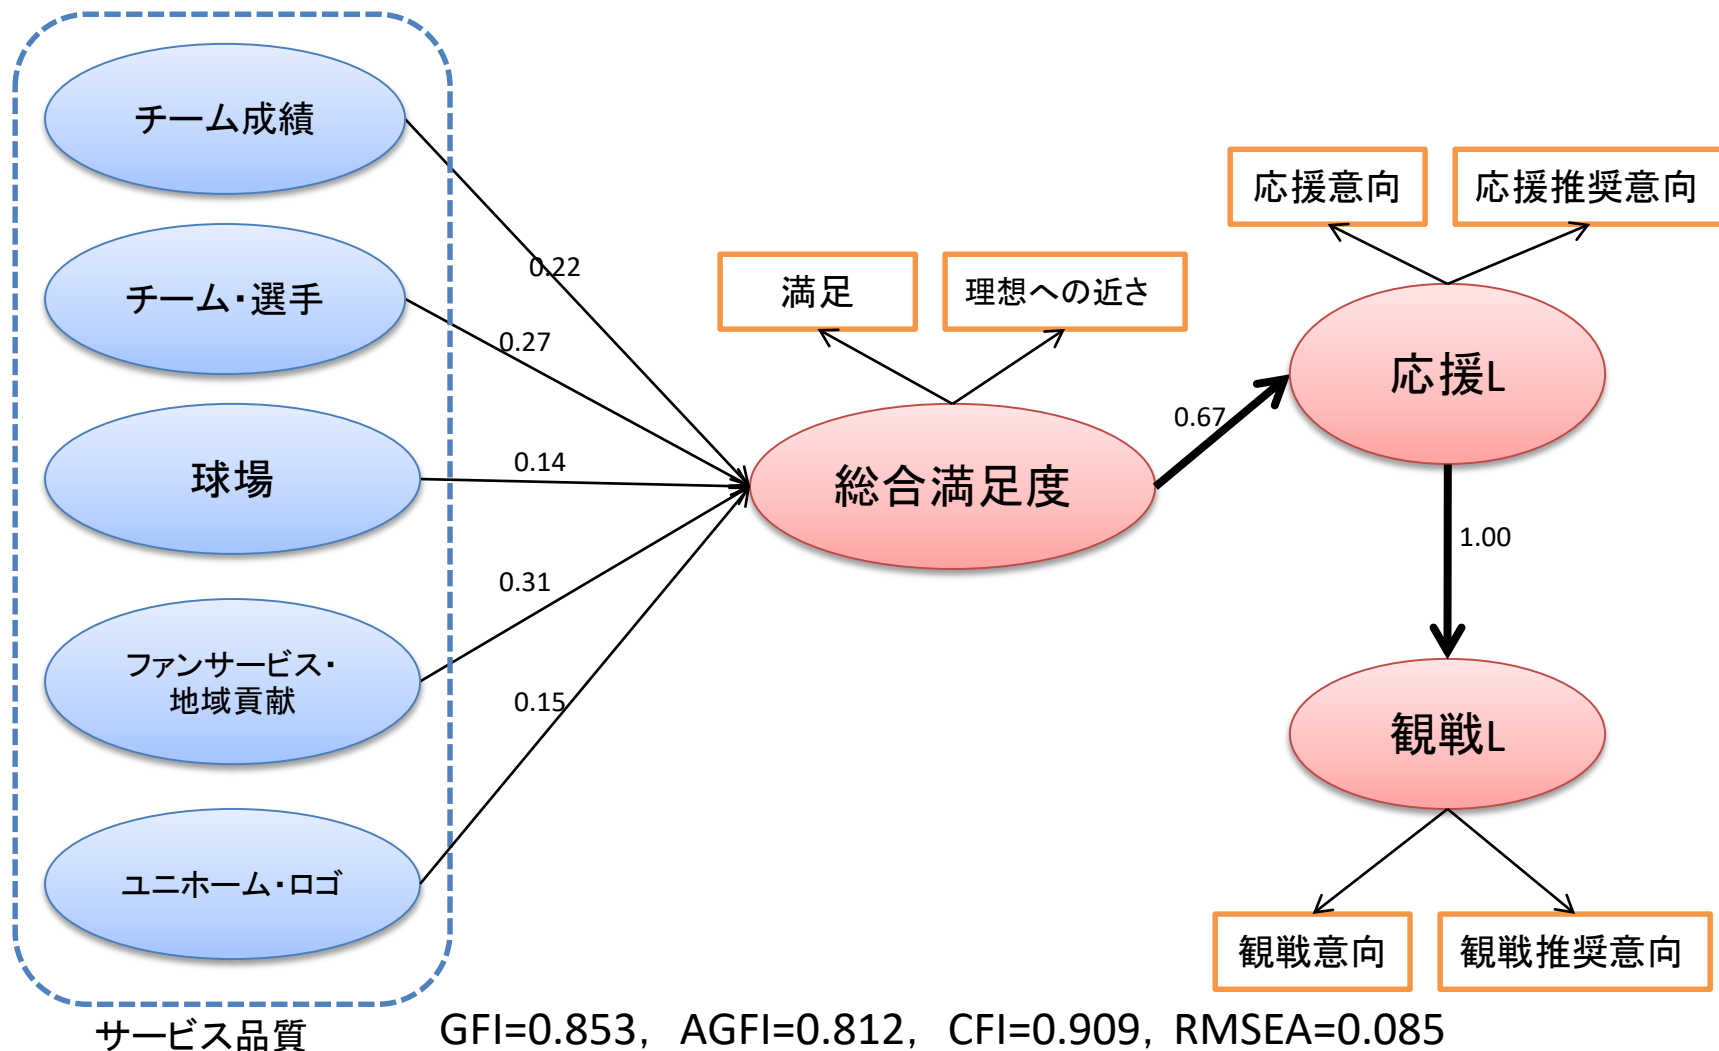 チーム成績
チーム・選手
球場
ファンサービス・
地域貢献
ユニホーム・ロゴ
サービス品質
0.22
0.27
0.14
0.31
0.15
満足
理想への近さ
総合満足度
0.67
応援意向
応援推奨意向
応援L
1.00
観戦L
観戦意向
観戦推奨意向
GFI=0.853, AGFI=0.812, CFI=0.909, RMSEA=0.085